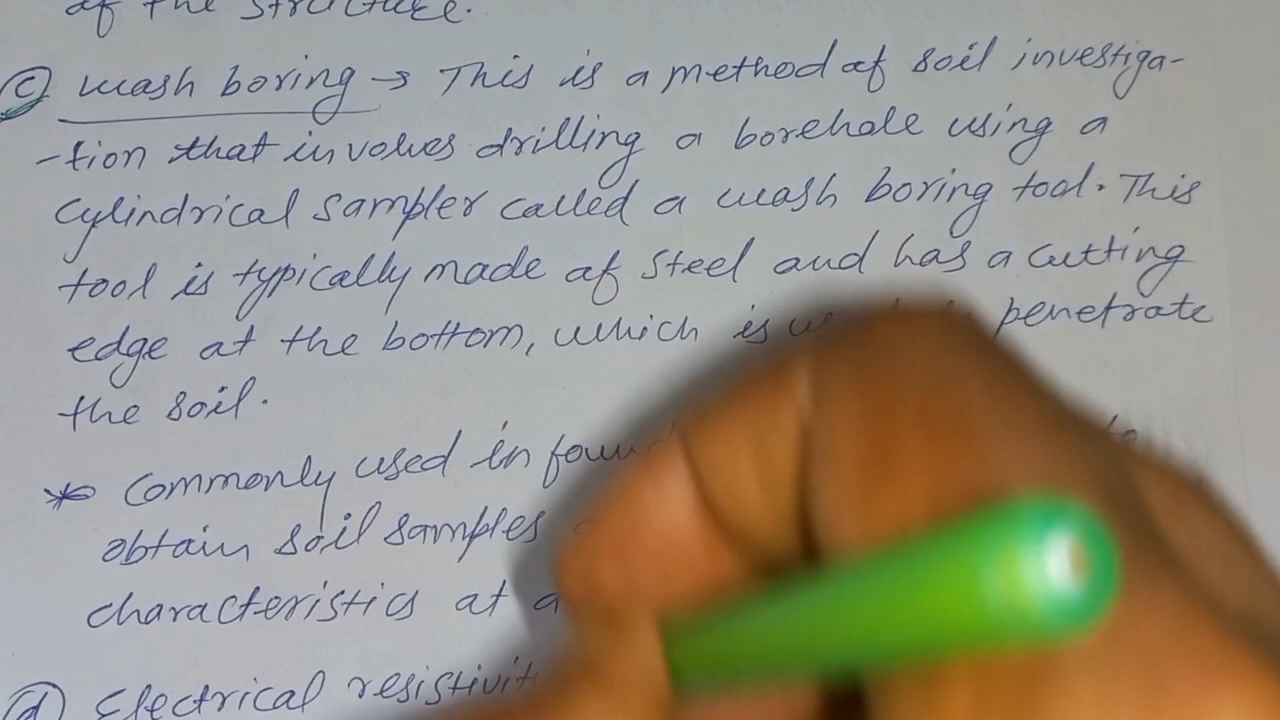 of the structure.
(c) wash boring → This is a method of soil investiga-
-tion that involves drilling a borehole using a
cylindrical sampler called a wash boring tool. This
tool is typically made of steel and has a cutting
edge at the bottom, which is penetrate
the soil.
* Commonly used in
obtain soil samples
characteristics at
(d) Electrical